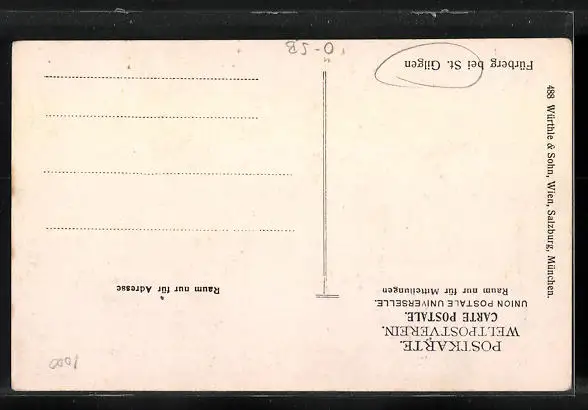 POSTKARTE.
WELTPOSTVEREIN.
CARTE POSTALE.
UNION POSTALE UNIVERSELLE.
Raum nur für Mitteilungen
Raum nur für Adresse
Fürberg bei St. Gilgen
488 Würthle & Sohn, Wien, Salzburg, München.
1000